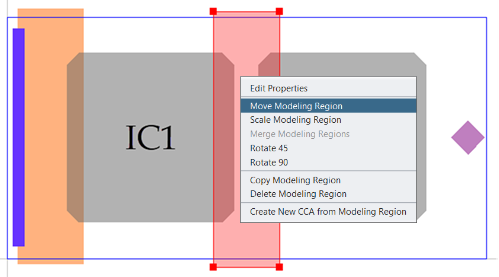 IC1
Edit Properties
Move Modeling Region
Scale Modeling Region
Merge Modeling Regions
Rotate 45
Rotate 90
Copy Modeling Region
Delete Modeling Region
Create New CCA from Modeling Region